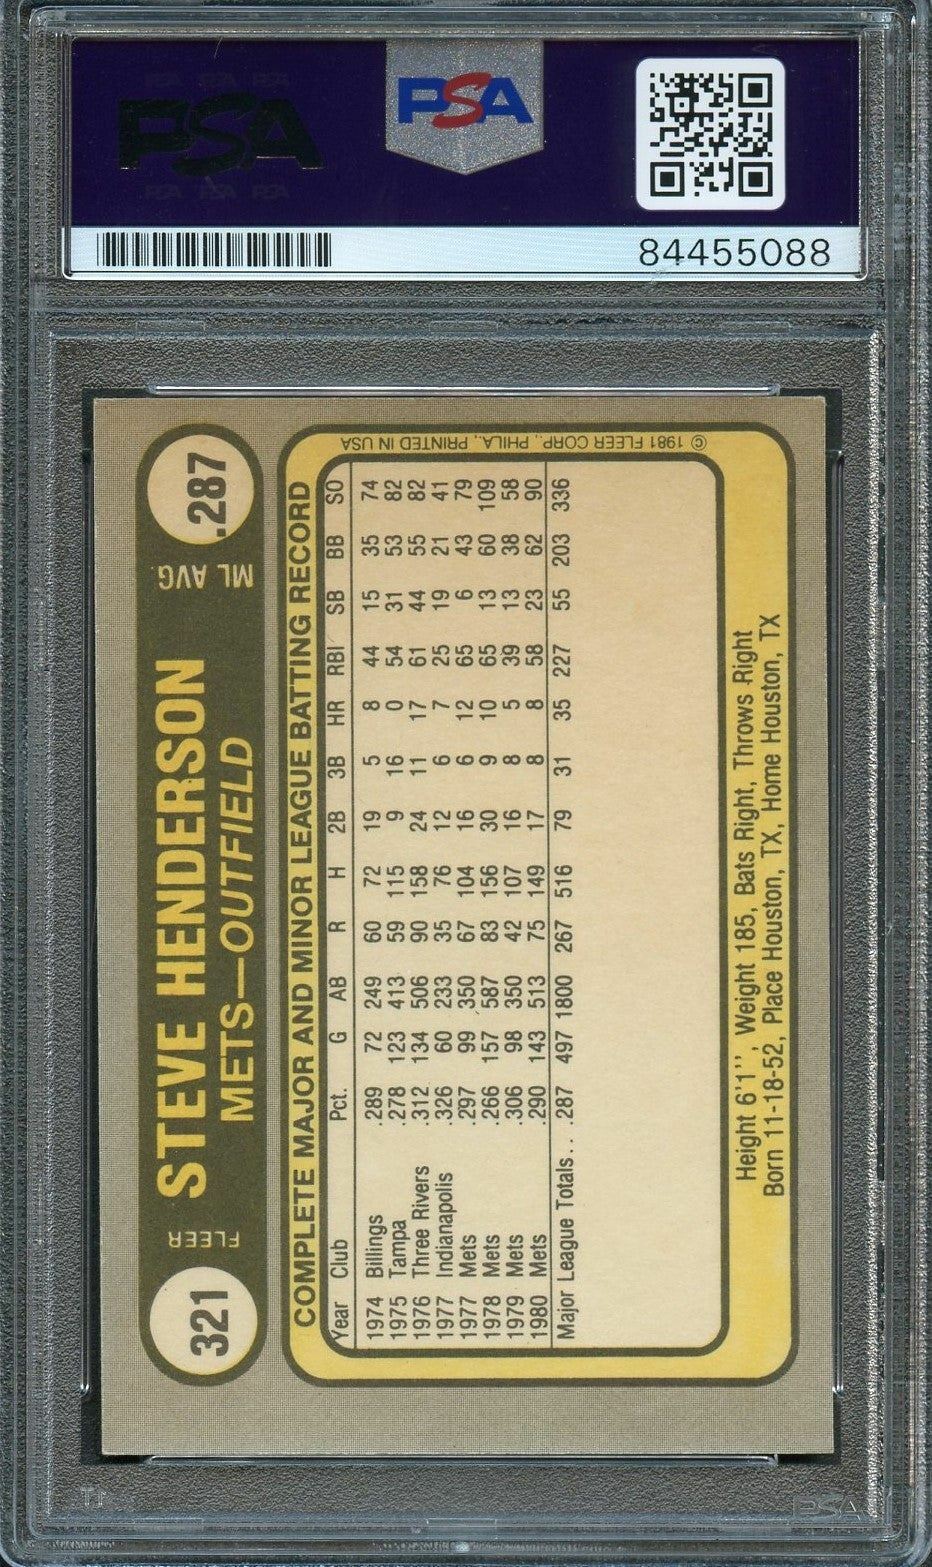 PSA
PSA
84455088
321
FLEER
STEVE HENDERSON
METS—OUTFIELD
ML AVG.
.287
COMPLETE MAJOR AND MINOR LEAGUE BATTING RECORD
Year Club Pct. G AB R H 2B 3B HR RBI SB BB SO
1974 Billings .289 72 249 60 72 19 5 8 44 15 35 74
1975 Tampa .278 123 413 59 115 9 16 0 54 31 53 82
1976 Three Rivers .312 134 506 90 158 24 11 17 61 44 55 82
1977 Indianapolis .326 60 233 35 76 12 6 7 25 19 21 41
1977 Mets .297 99 350 67 104 16 6 12 65 6 43 79
1978 Mets .266 157 587 83 156 30 9 10 65 13 60 109
1979 Mets .306 98 350 42 107 16 8 5 39 13 38 58
1980 Mets .290 143 513 75 149 17 8 8 58 23 62 90
Major League Totals. . .287 497 1800 267 516 79 31 35 227 55 203 336
© 1981 FLEER CORP., PHILA., PRINTED IN USA
Height 6'1'', Weight 185, Bats Right, Throws Right
Born 11-18-52, Place Houston, TX, Home Houston, TX
PSA